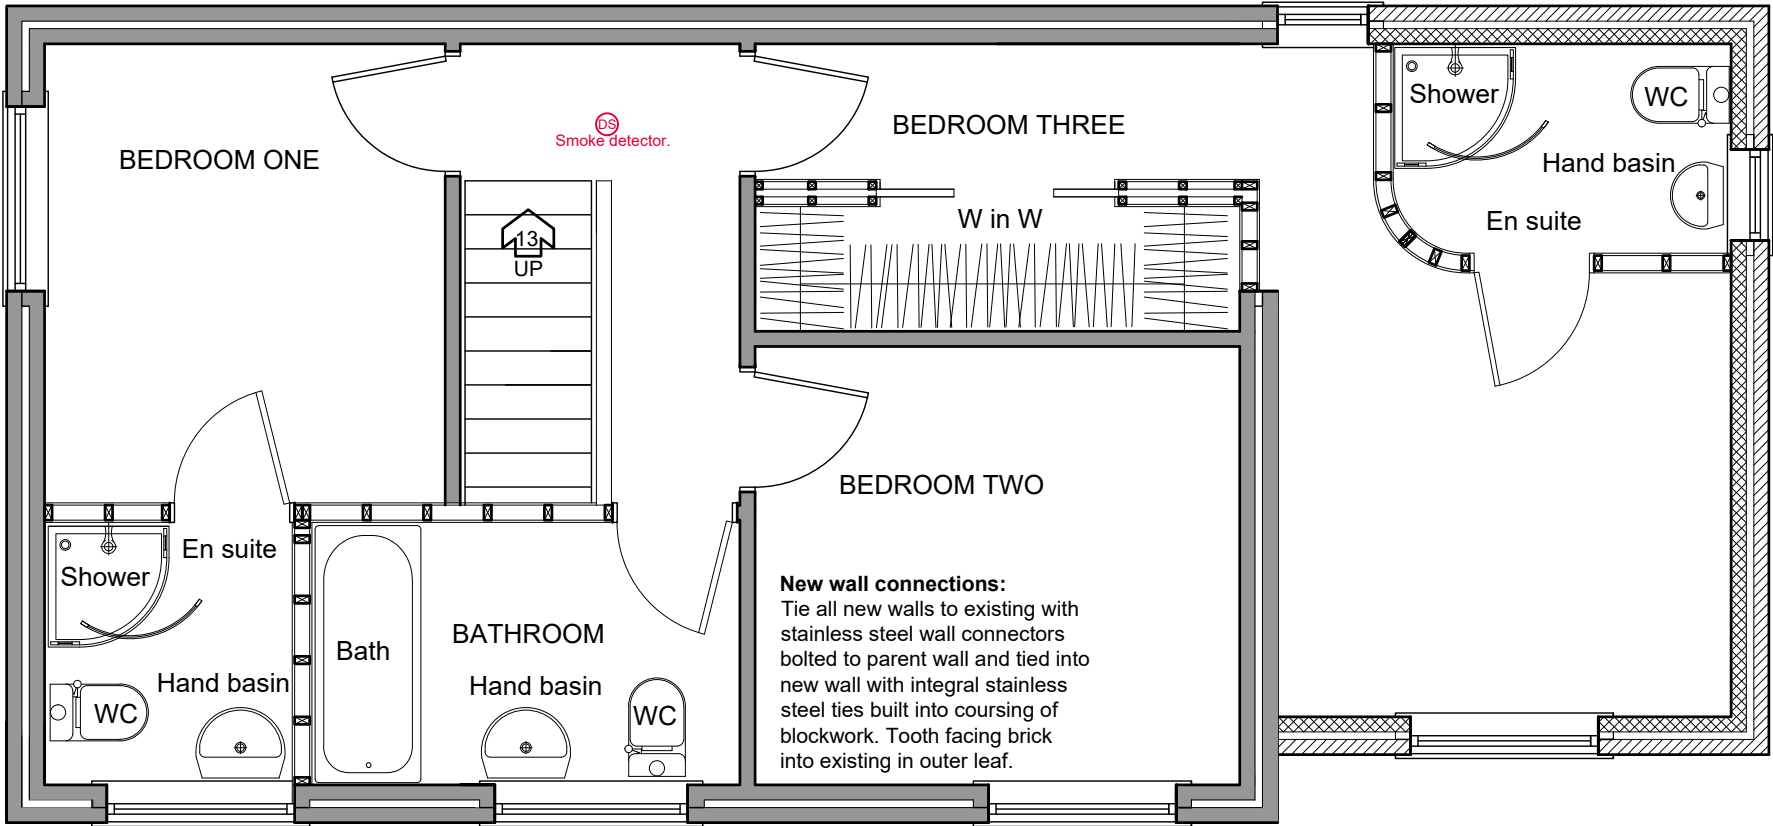 BEDROOM ONE
DS
Smoke detector.
BEDROOM THREE
Shower
WC
Hand basin
En suite
W in W
13
UP
BEDROOM TWO
En suite
Shower
Hand basin
WC
Bath
BATHROOM
Hand basin
WC
New wall connections:
Tie all new walls to existing with
stainless steel wall connectors
bolted to parent wall and tied into
new wall with integral stainless
steel ties built into coursing of
blockwork. Tooth facing brick
into existing in outer leaf.